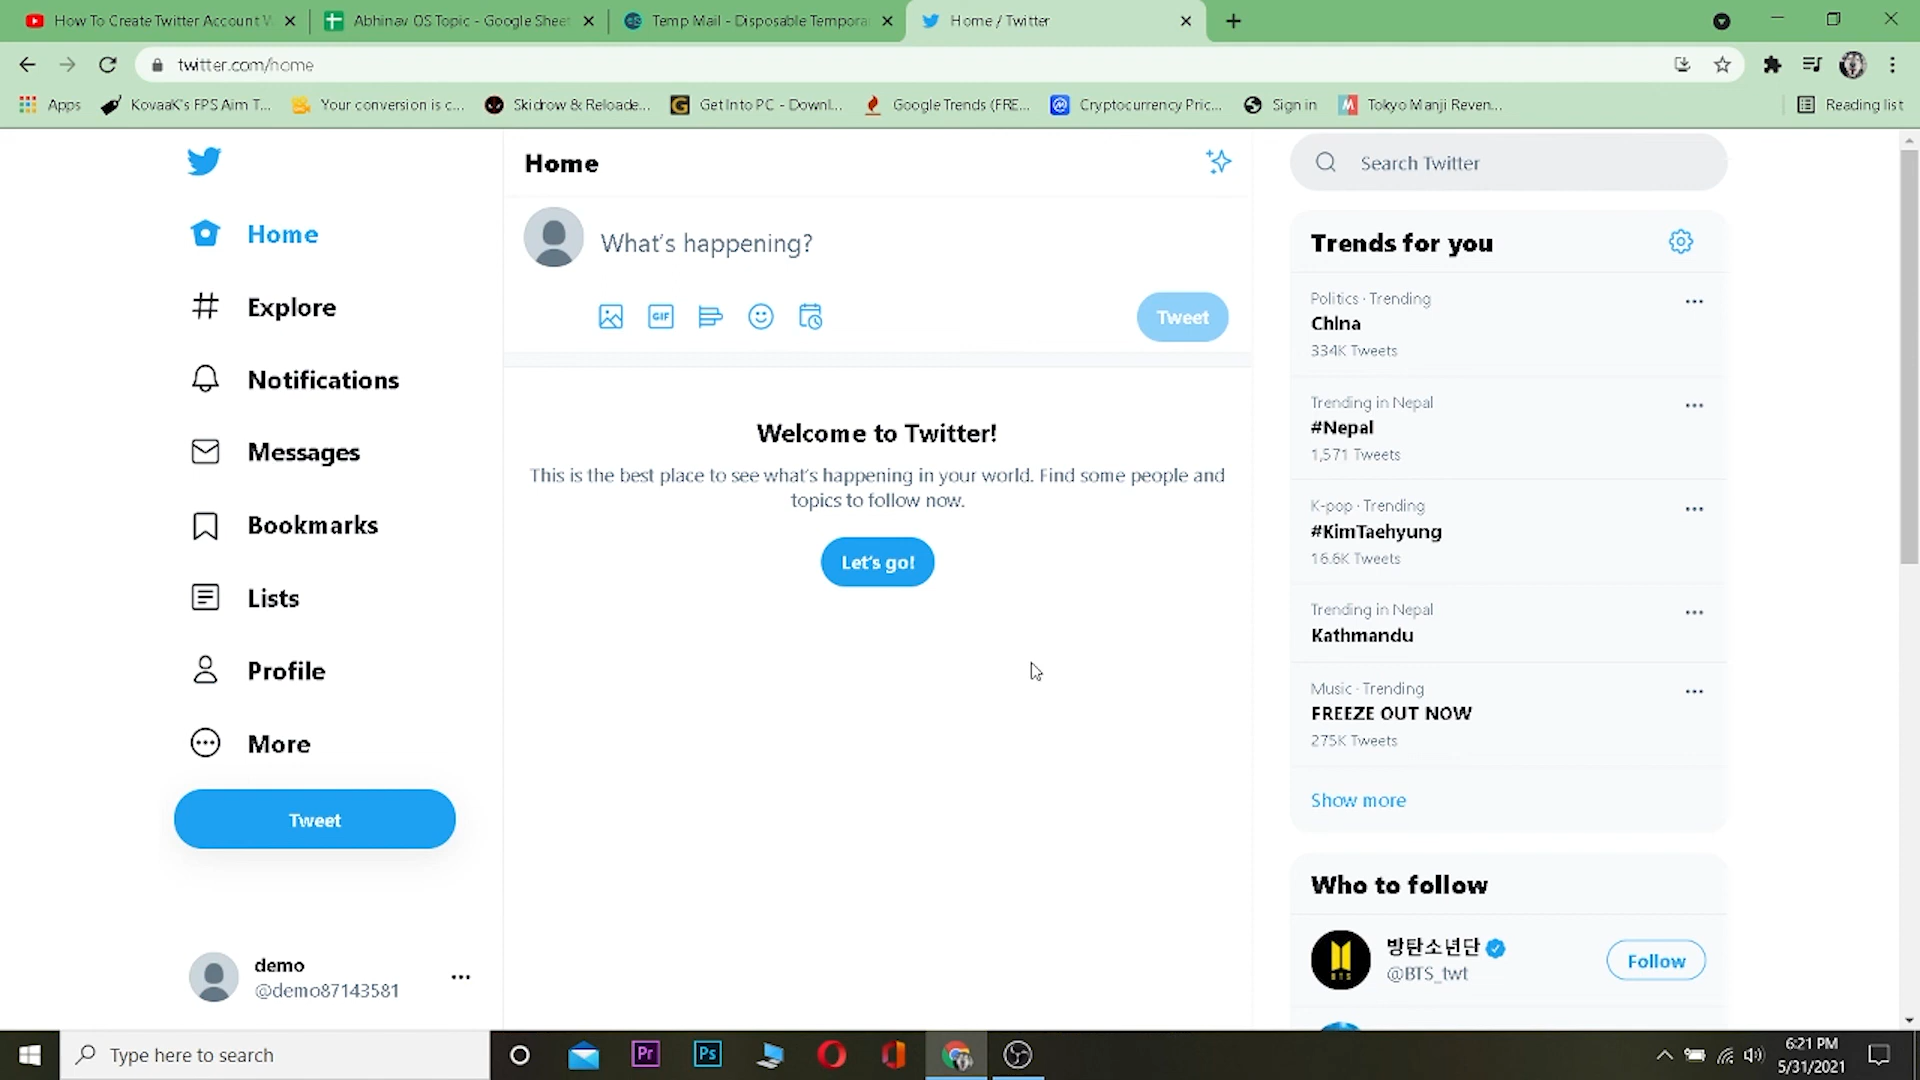 How To Create Twitter Account W
Abhinav OS Topic - Google Sheet
Temp Mail - Disposable Tempora
Home / Twitter
twitter.com/home
Apps
KovaaK's FPS Aim T...
Your conversion is c...
Skidrow & Reloade...
Get Into PC - Downl...
Google Trends (FRE...
Cryptocurrency Pric...
Sign in
Tokyo Manji Reven...
Reading list
Home
Explore
Notifications
Messages
Bookmarks
Lists
Profile
More
Tweet
demo
@demo87143581
Home
What's happening?
GIF
Tweet
Welcome to Twitter!
This is the best place to see what's happening in your world. Find some people and
topics to follow now.
Let's go!
Search Twitter
Trends for you
Politics · Trending
China
334K Tweets
Trending in Nepal
#Nepal
1,571 Tweets
K-pop · Trending
#KimTaehyung
16.6K Tweets
Trending in Nepal
Kathmandu
Music · Trending
FREEZE OUT NOW
275K Tweets
Show more
Who to follow
BTS
방탄소년단
@BTS_twt
Follow
Type here to search
Pr
Ps
6:21 PM
5/31/2021